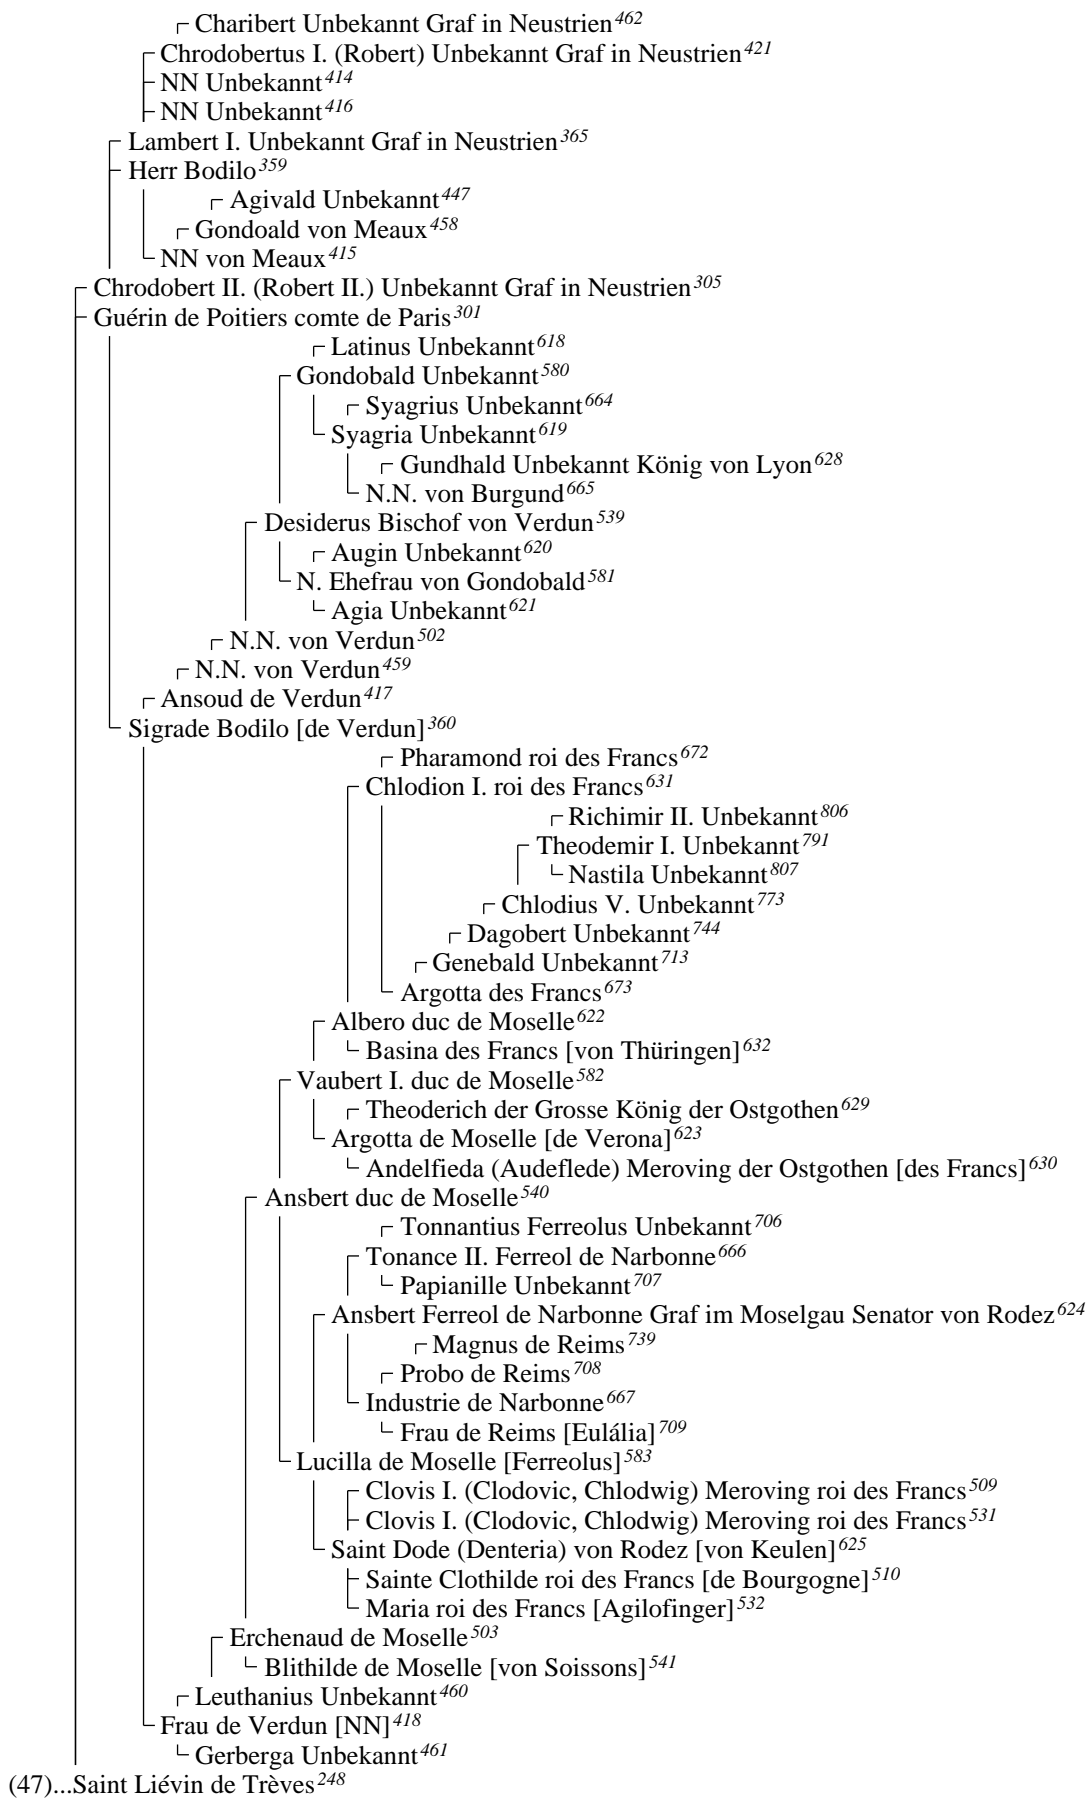 Charibert Unbekannt Graf in Neustrien462
Chrodobertus I. (Robert) Unbekannt Graf in Neustrien421
NN Unbekannt414
NN Unbekannt416
Lambert I. Unbekannt Graf in Neustrien365
Herr Bodilo359
Agivald Unbekannt447
Gondoald von Meaux458
NN von Meaux415
Chrodobert II. (Robert II.) Unbekannt Graf in Neustrien305
Guérin de Poitiers comte de Paris301
Latinus Unbekannt618
Gondobald Unbekannt580
Syagrius Unbekannt664
Syagria Unbekannt619
Gundhald Unbekannt König von Lyon628
N.N. von Burgund665
Desiderus Bischof von Verdun539
Augin Unbekannt620
N. Ehefrau von Gondobald581
Agia Unbekannt621
N.N. von Verdun502
N.N. von Verdun459
Ansoud de Verdun417
Sigrade Bodilo [de Verdun]360
Pharamond roi des Francs672
Chlodion I. roi des Francs631
Richimir II. Unbekannt806
Theodemir I. Unbekannt791
Nastila Unbekannt807
Chlodius V. Unbekannt773
Dagobert Unbekannt744
Genebald Unbekannt713
Argotta des Francs673
Albero duc de Moselle622
Basina des Francs [von Thüringen]632
Vaubert I. duc de Moselle582
Theoderich der Grosse König der Ostgothen629
Argotta de Moselle [de Verona]623
Andelfieda (Audeflede) Meroving der Ostgothen [des Francs]630
Ansbert duc de Moselle540
Tonnantius Ferreolus Unbekannt706
Tonance II. Ferreol de Narbonne666
Papianille Unbekannt707
Ansbert Ferreol de Narbonne Graf im Moselgau Senator von Rodez624
Magnus de Reims739
Probo de Reims708
Industrie de Narbonne667
Frau de Reims [Eulália]709
Lucilla de Moselle [Ferreolus]583
Clovis I. (Clodovic, Chlodwig) Meroving roi des Francs509
Clovis I. (Clodovic, Chlodwig) Meroving roi des Francs531
Saint Dode (Denteria) von Rodez [von Keulen]625
Sainte Clothilde roi des Francs [de Bourgogne]510
Maria roi des Francs [Agilofinger]532
Erchenaud de Moselle503
Blithilde de Moselle [von Soissons]541
Leuthanius Unbekannt460
Frau de Verdun [NN]418
Gerberga Unbekannt461
(47)...Saint Liévin de Trèves248